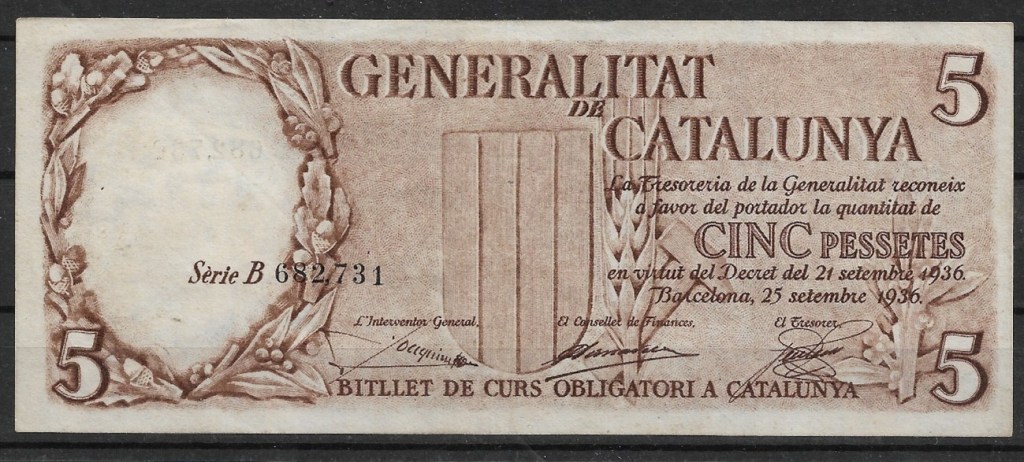 GENERALITAT
DE
CATALUNYA
5
La Tresoreria de la Generalitat reconeix
a favor del portador la quantitat de
CINC PESSETES
en virtut del Decret del 21 setembre 1936.
Barcelona, 25 setembre 1936.
Sèrie B 682,731
L'Interventor General,
El Conseller de Finances,
El Tresorer,
5
5
BITLLET DE CURS OBLIGATORI A CATALUNYA